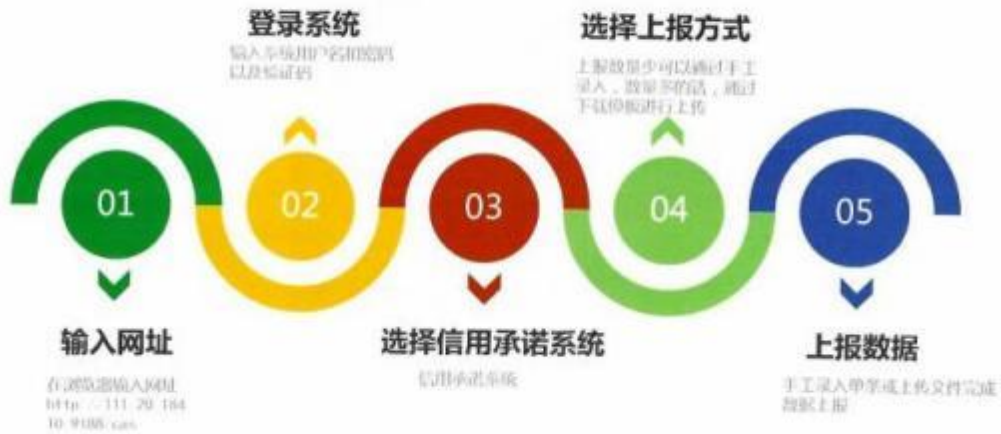 登录系统
输入系统用户名和密码
以及验证码
选择上报方式
上报数量少可以通过手工
录入，数量多的话，通过
下载模板进行上传
01
02
03
04
05
输入网址
在浏览器输入网址
选择信用承诺系统
信用承诺系统
上报数据
手工录入单条或上传文件完成
数据上报